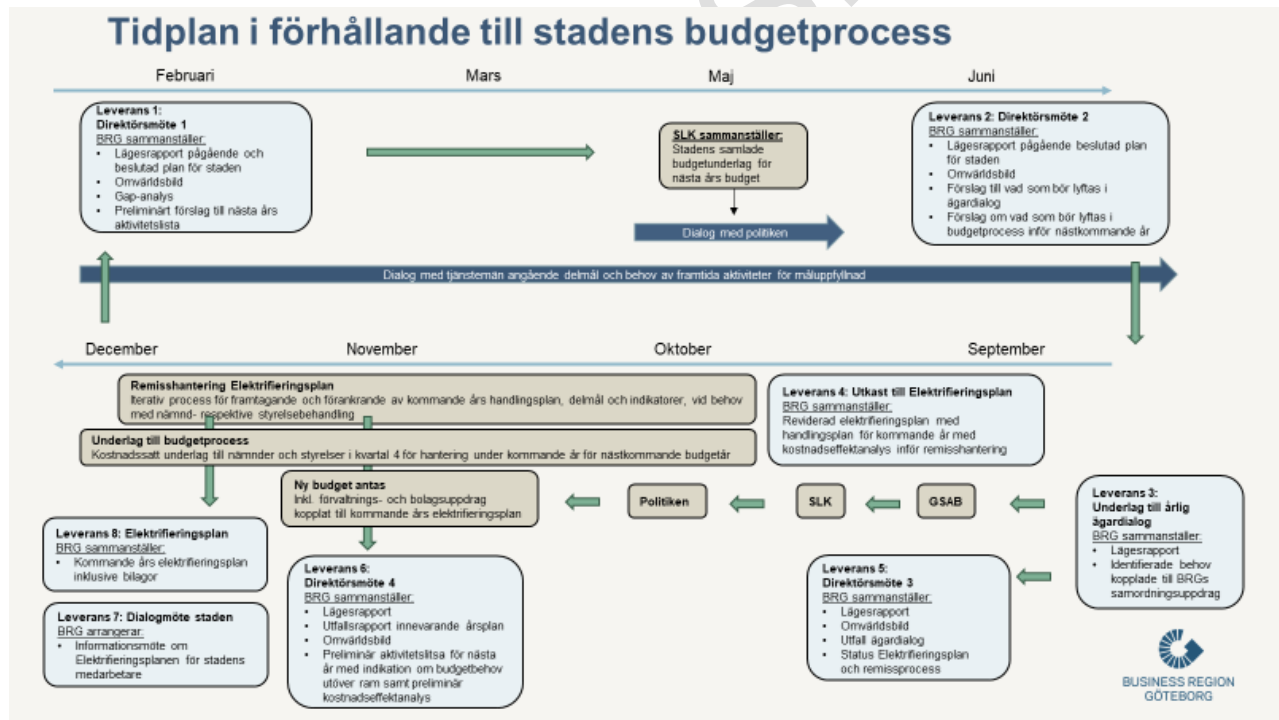 Tidplan i förhållande till stadens budgetprocess
Februari
Mars
Maj
Juni
Leverans 1:
Direktörsmöte 1
BRG sammanställer:
• Lägesrapport pågående och
beslutad plan för staden
• Omvärldsbild
• Gap-analys
• Preliminärt förslag till nästa års
aktivitetslista
SLK sammanställer:
Stadens samlade
budgetunderlag för
nästa års budget
Leverans 2: Direktörsmöte 2
BRG sammanställer:
• Lägesrapport pågående beslutad plan
för staden
• Omvärldsbild
• Förslag till vad som bör lyftas i
ägardialog
• Förslag om vad som bör lyftas i
budgetprocess inför nästkommande år
Dialog med politiken
Dialog med tjänstemän angående delmål och behov av framtida aktiviteter för måluppfyllnad
December
November
Oktober
September
Remisshantering Elektrifieringsplan
Iterativ process för framtagande och förankrande av kommande års handlingsplan, delmål och indikatorer, vid behov
med nämnd- respektive styrelsebehandling
Leverans 4: Utkast till Elektrifieringsplan
BRG sammanställer:
Reviderad elektrifieringsplan med
handlingsplan för kommande år med
kostnadseffektanalys inför remisshantering
Underlag till budgetprocess
Kostnadssatt underlag till nämnder och styrelser i kvartal 4 för hantering under kommande år för nästkommande budgetår
Ny budget antas
Inkl. förvaltnings- och bolagsuppdrag
kopplat till kommande års elektrifieringsplan
Politiken
SLK
GSAB
Leverans 3:
Underlag till årlig
ägardialog
BRG sammanställer:
• Lägesrapport
• Identifierade behov
kopplade till BRGs
samordningsuppdrag
Leverans 8: Elektrifieringsplan
BRG sammanställer:
• Kommande års elektrifieringsplan
inklusive bilagor
Leverans 6:
Direktörsmöte 4
BRG sammanställer:
• Lägesrapport
• Utfallsrapport innevarande årsplan
• Omvärldsbild
• Preliminär aktivitetslitsa för nästa
år med indikation om budgetbehov
utöver ram samt preliminär
kostnadseffektanalys
Leverans 5:
Direktörsmöte 3
BRG sammanställer:
• Lägesrapport
• Omvärldsbild
• Utfall ägardialog
• Status Elektrifieringsplan
och remissprocess
Leverans 7: Dialogmöte staden
BRG arrangerar:
• Informationsmöte om
Elektrifieringsplanen för stadens
medarbetare
BUSINESS REGION
GÖTEBORG